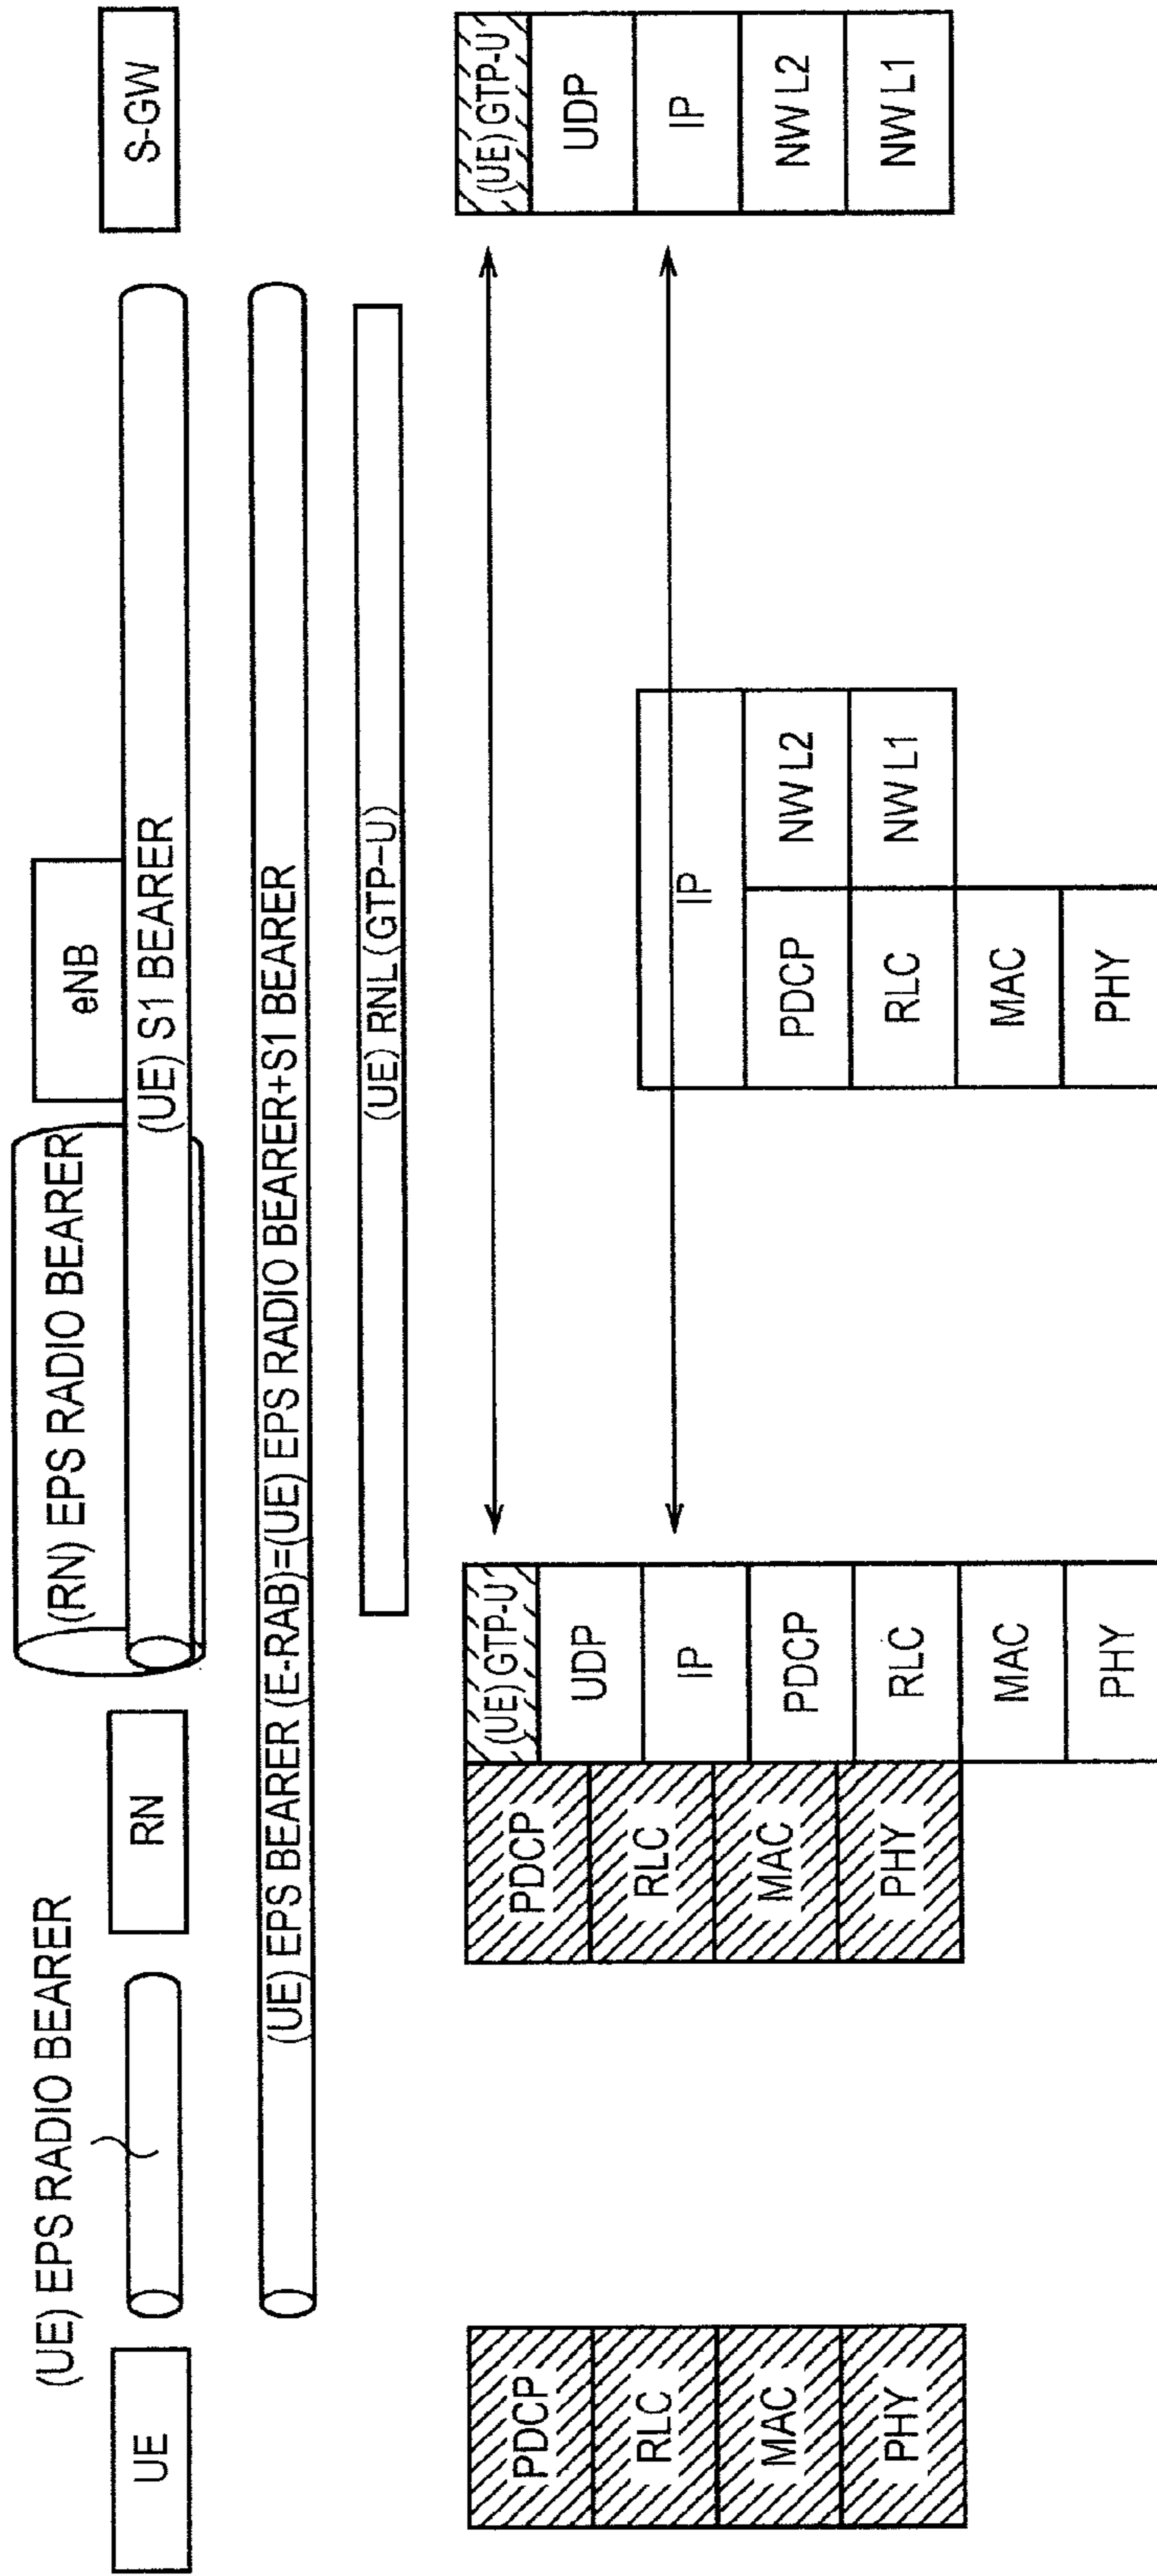 (UE) EPS RADIO BEARER
(RN) EPS RADIO BEARER
UE
RN
eNB
S-GW
(UE) S1 BEARER
(UE) EPS BEARER (E-RAB)=(UE) EPS RADIO BEARER+S1 BEARER
(UE) RNL (GTP-U)
PDCP
RLC
MAC
PHY
PDCP
RLC
MAC
PHY
(UE) GTP-U
UDP
IP
PDCP
RLC
MAC
PHY
IP
PDCP
RLC
MAC
PHY
NW L2
NW L1
(UE) GTP-U
UDP
IP
NW L2
NW L1